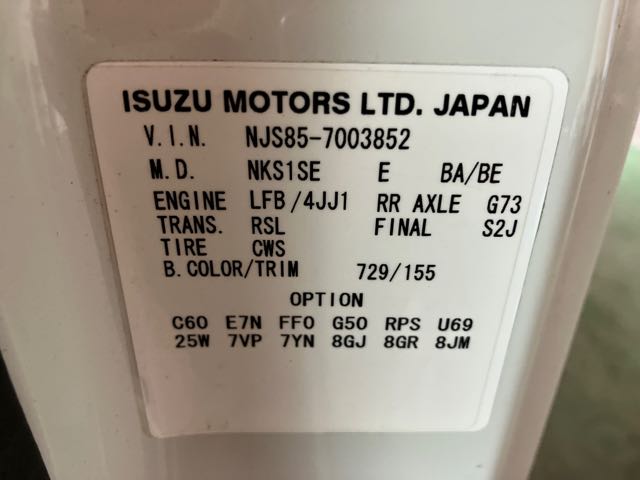 ISUZU MOTORS LTD. JAPAN
V.I.N. NJS85-7003852
M.D. NKS1SE E BA/BE
ENGINE LFB/4JJ1 RR AXLE G73
TRANS. RSL FINAL S2J
TIRE CWS
B.COLOR/TRIM 729/155
OPTION
C60 E7N FF0 G50 RPS U69
25W 7VP 7YN 8GJ 8GR 8JM